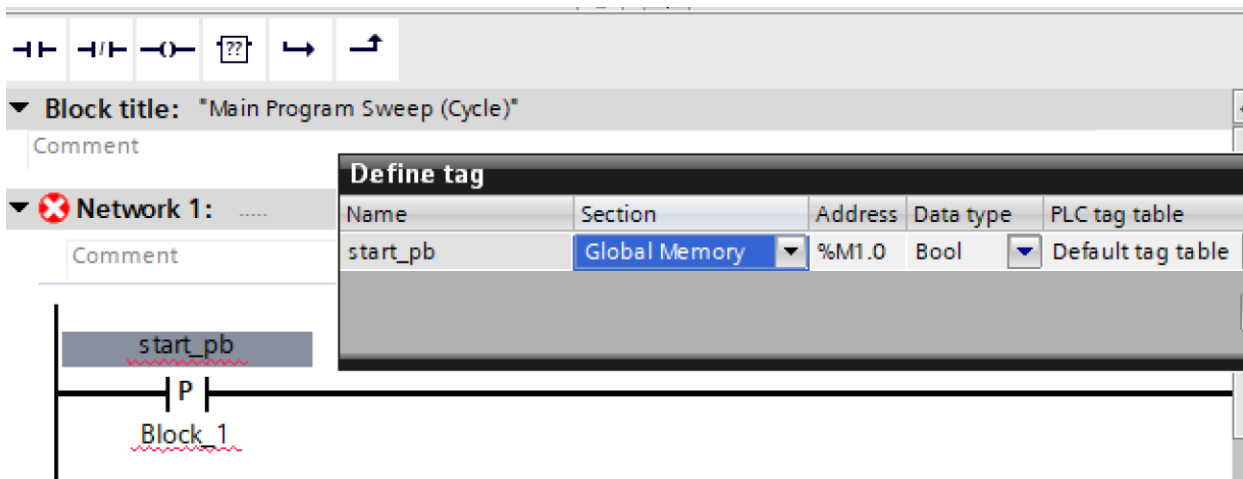 ??
Block title: "Main Program Sweep (Cycle)"
Comment
Define tag
Network 1: .....
Name Section Address Data type PLC tag table
Comment
start_pb Global Memory %M1.0 Bool Default tag table
start_pb
P
Block_1